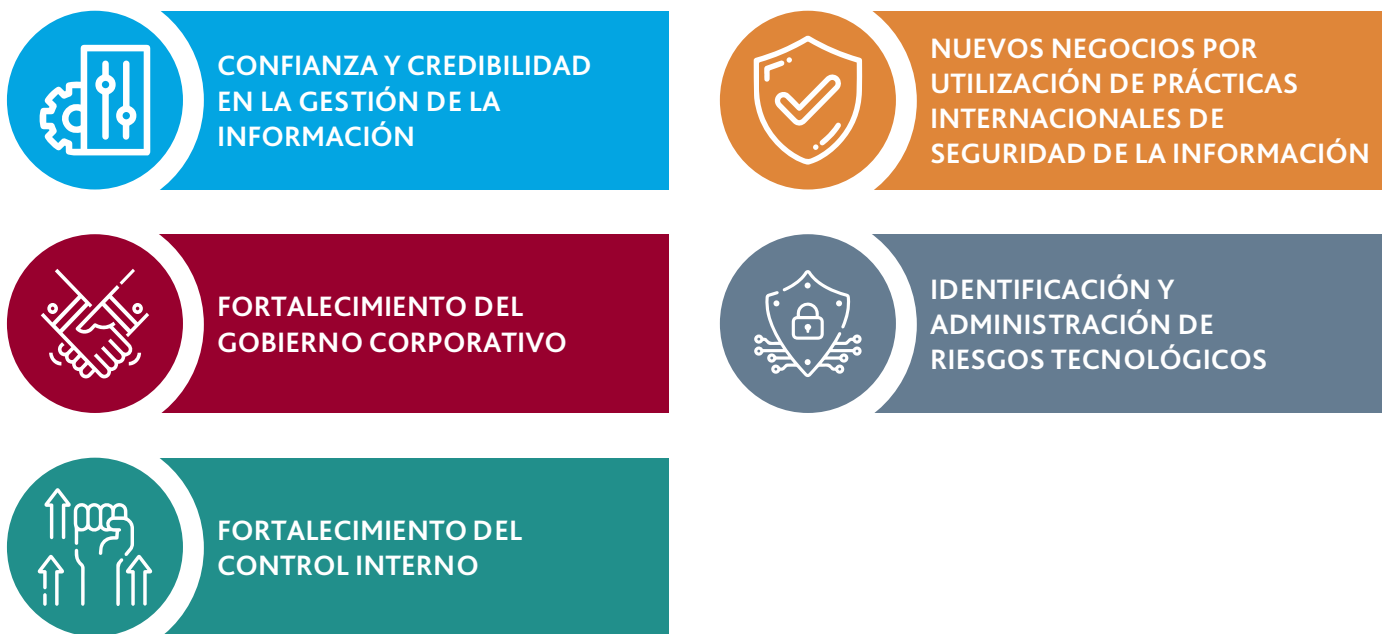 CONFIANZA Y CREDIBILIDAD
EN LA GESTIÓN DE LA
INFORMACIÓN
NUEVOS NEGOCIOS POR
UTILIZACIÓN DE PRÁCTICAS
INTERNACIONALES DE
SEGURIDAD DE LA INFORMACIÓN
FORTALECIMIENTO DEL
GOBIERNO CORPORATIVO
IDENTIFICACIÓN Y
ADMINISTRACIÓN DE
RIESGOS TECNOLÓGICOS
FORTALECIMIENTO DEL
CONTROL INTERNO